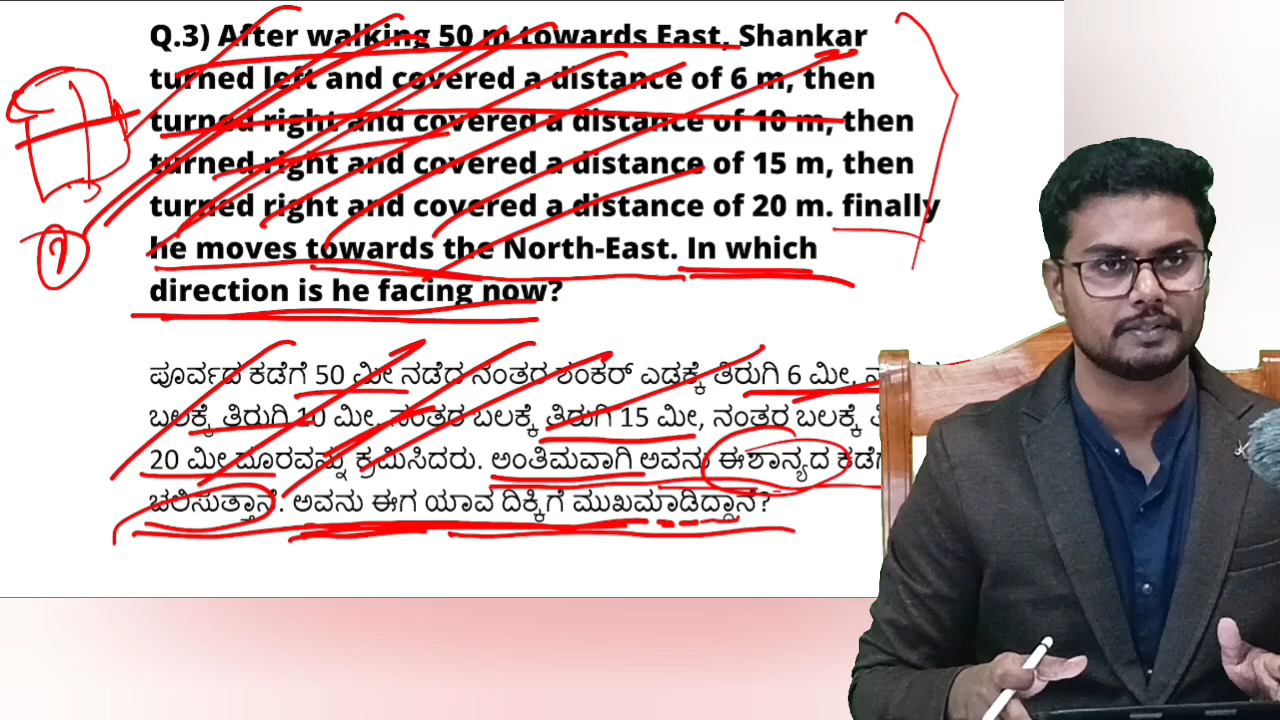 Q.3) After walking 50 m towards East, Shankar
turned left and covered a distance of 6 m, then
turned right and covered a distance of 10 m, then
turned right and covered a distance of 15 m, then
turned right and covered a distance of 20 m. finally
he moves towards the North-East. In which
direction is he facing now?
ಪೂರ್ವದ ಕಡೆಗೆ 50 ಮೀ ನಡೆದ ನಂತರ ಶಂಕರ್ ಎಡಕ್ಕೆ ತಿರುಗಿ 6 ಮೀ,
ಬಲಕ್ಕೆ ತಿರುಗಿ 10 ಮೀ, ನಂತರ ಬಲಕ್ಕೆ ತಿರುಗಿ 15 ಮೀ, ನಂತರ ಬಲಕ್ಕೆ
20 ಮೀ ದೂರವನ್ನು ಕ್ರಮಿಸಿದರು. ಅಂತಿಮವಾಗಿ ಅವನು ಈಶಾನ್ಯದ
ಚಲಿಸುತ್ತಾನೆ. ಅವನು ಈಗ ಯಾವ ದಿಕ್ಕಿಗೆ ಮುಖಮಾಡಿದ್ದಾನೆ?